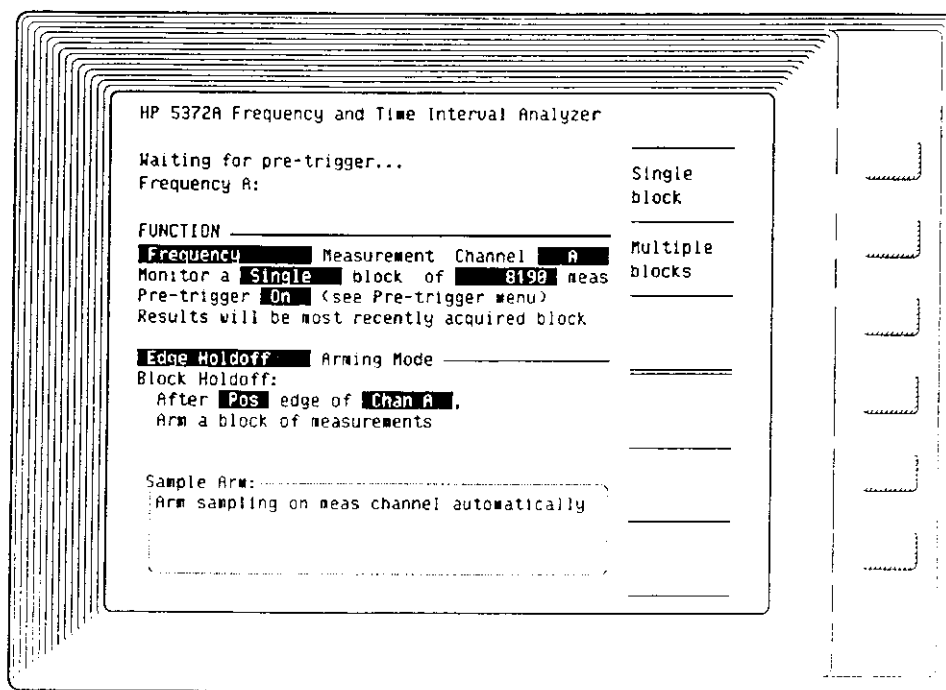 HP 5372A Frequency and Time Interval Analyzer
Waiting for pre-trigger...
Frequency A:
FUNCTION
Frequency Measurement Channel A
Monitor a Single block of 8190 meas
Pre-trigger On (see Pre-trigger menu)
Results will be most recently acquired block
Edge Holdoff Arming Mode
Block Holdoff:
After Pos edge of Chan A,
Arm a block of measurements
Sample Arm:
Arm sampling on meas channel automatically
Single
block
Multiple
blocks